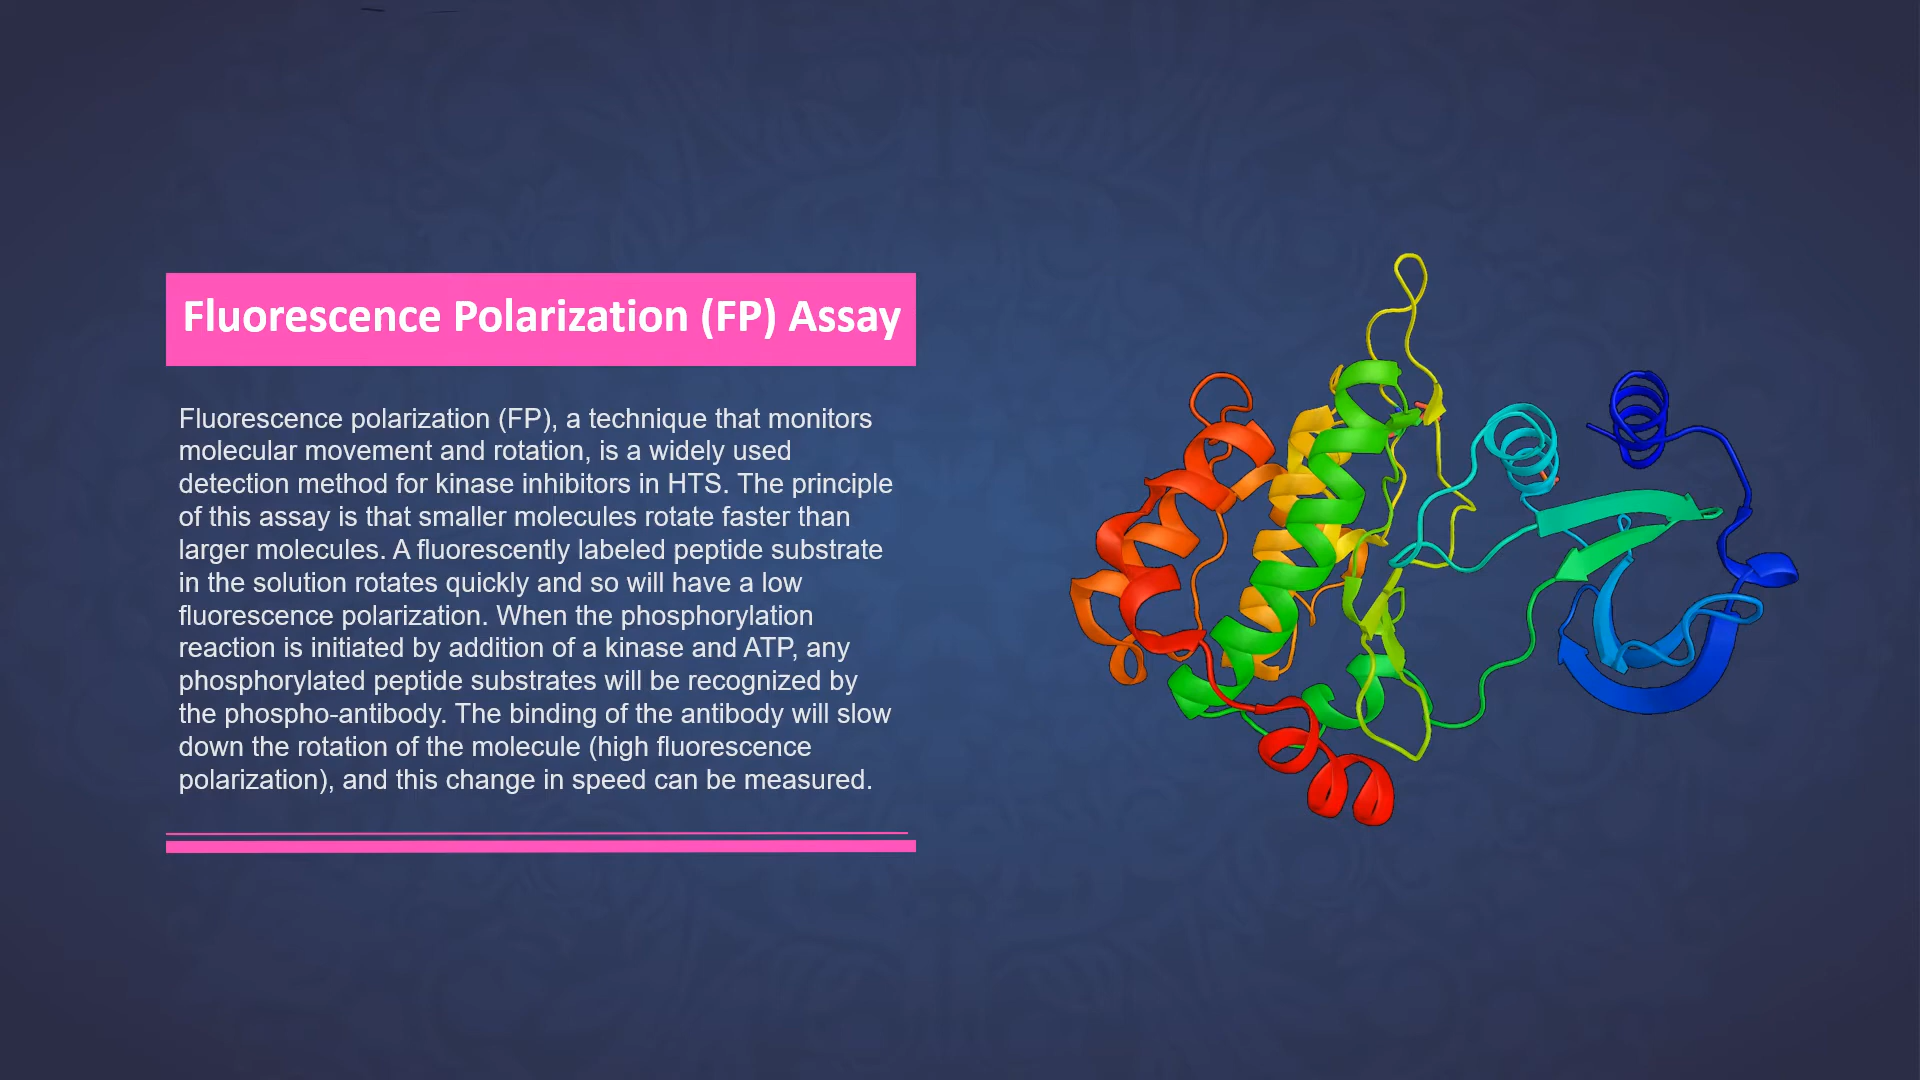 Fluorescence Polarization (FP) Assay
Fluorescence polarization (FP), a technique that monitors
molecular movement and rotation, is a widely used
detection method for kinase inhibitors in HTS. The principle
of this assay is that smaller molecules rotate faster than
larger molecules. A fluorescently labeled peptide substrate
in the solution rotates quickly and so will have a low
fluorescence polarization. When the phosphorylation
reaction is initiated by addition of a kinase and ATP, any
phosphorylated peptide substrates will be recognized by
the phospho-antibody. The binding of the antibody will slow
down the rotation of the molecule (high fluorescence
polarization), and this change in speed can be measured.